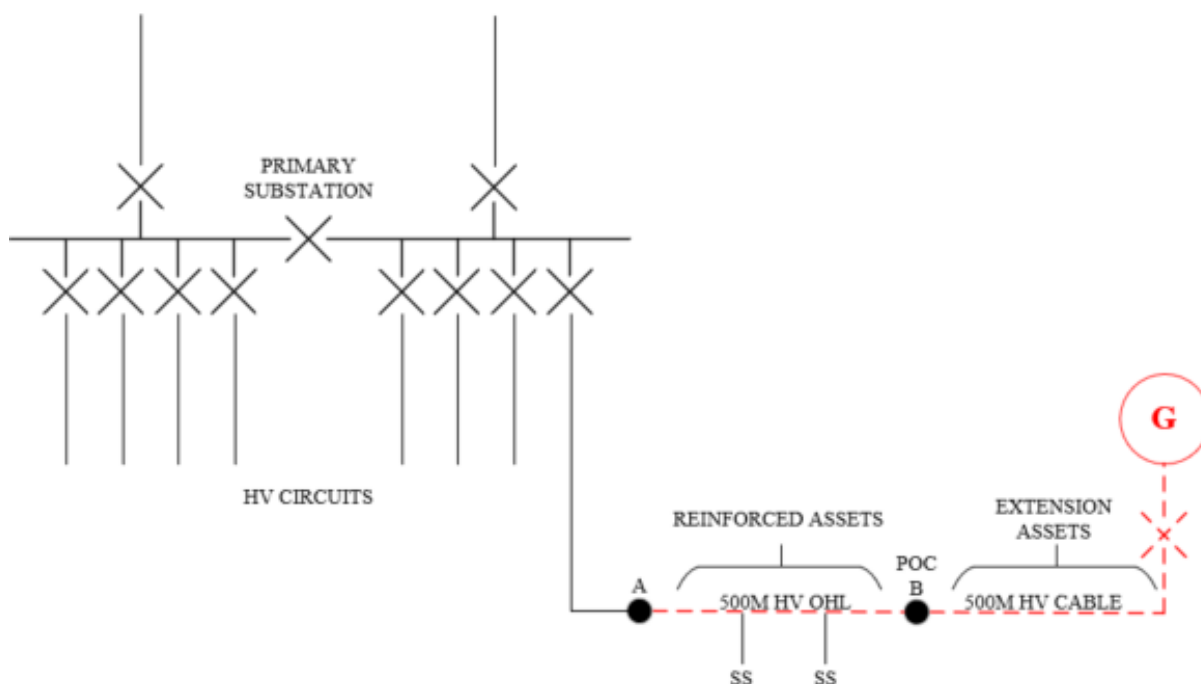 PRIMARY
SUBSTATION
HV CIRCUITS
G
REINFORCED ASSETS
EXTENSION
ASSETS
A
POC
B
500M HV OHL
500M HV CABLE
SS
SS